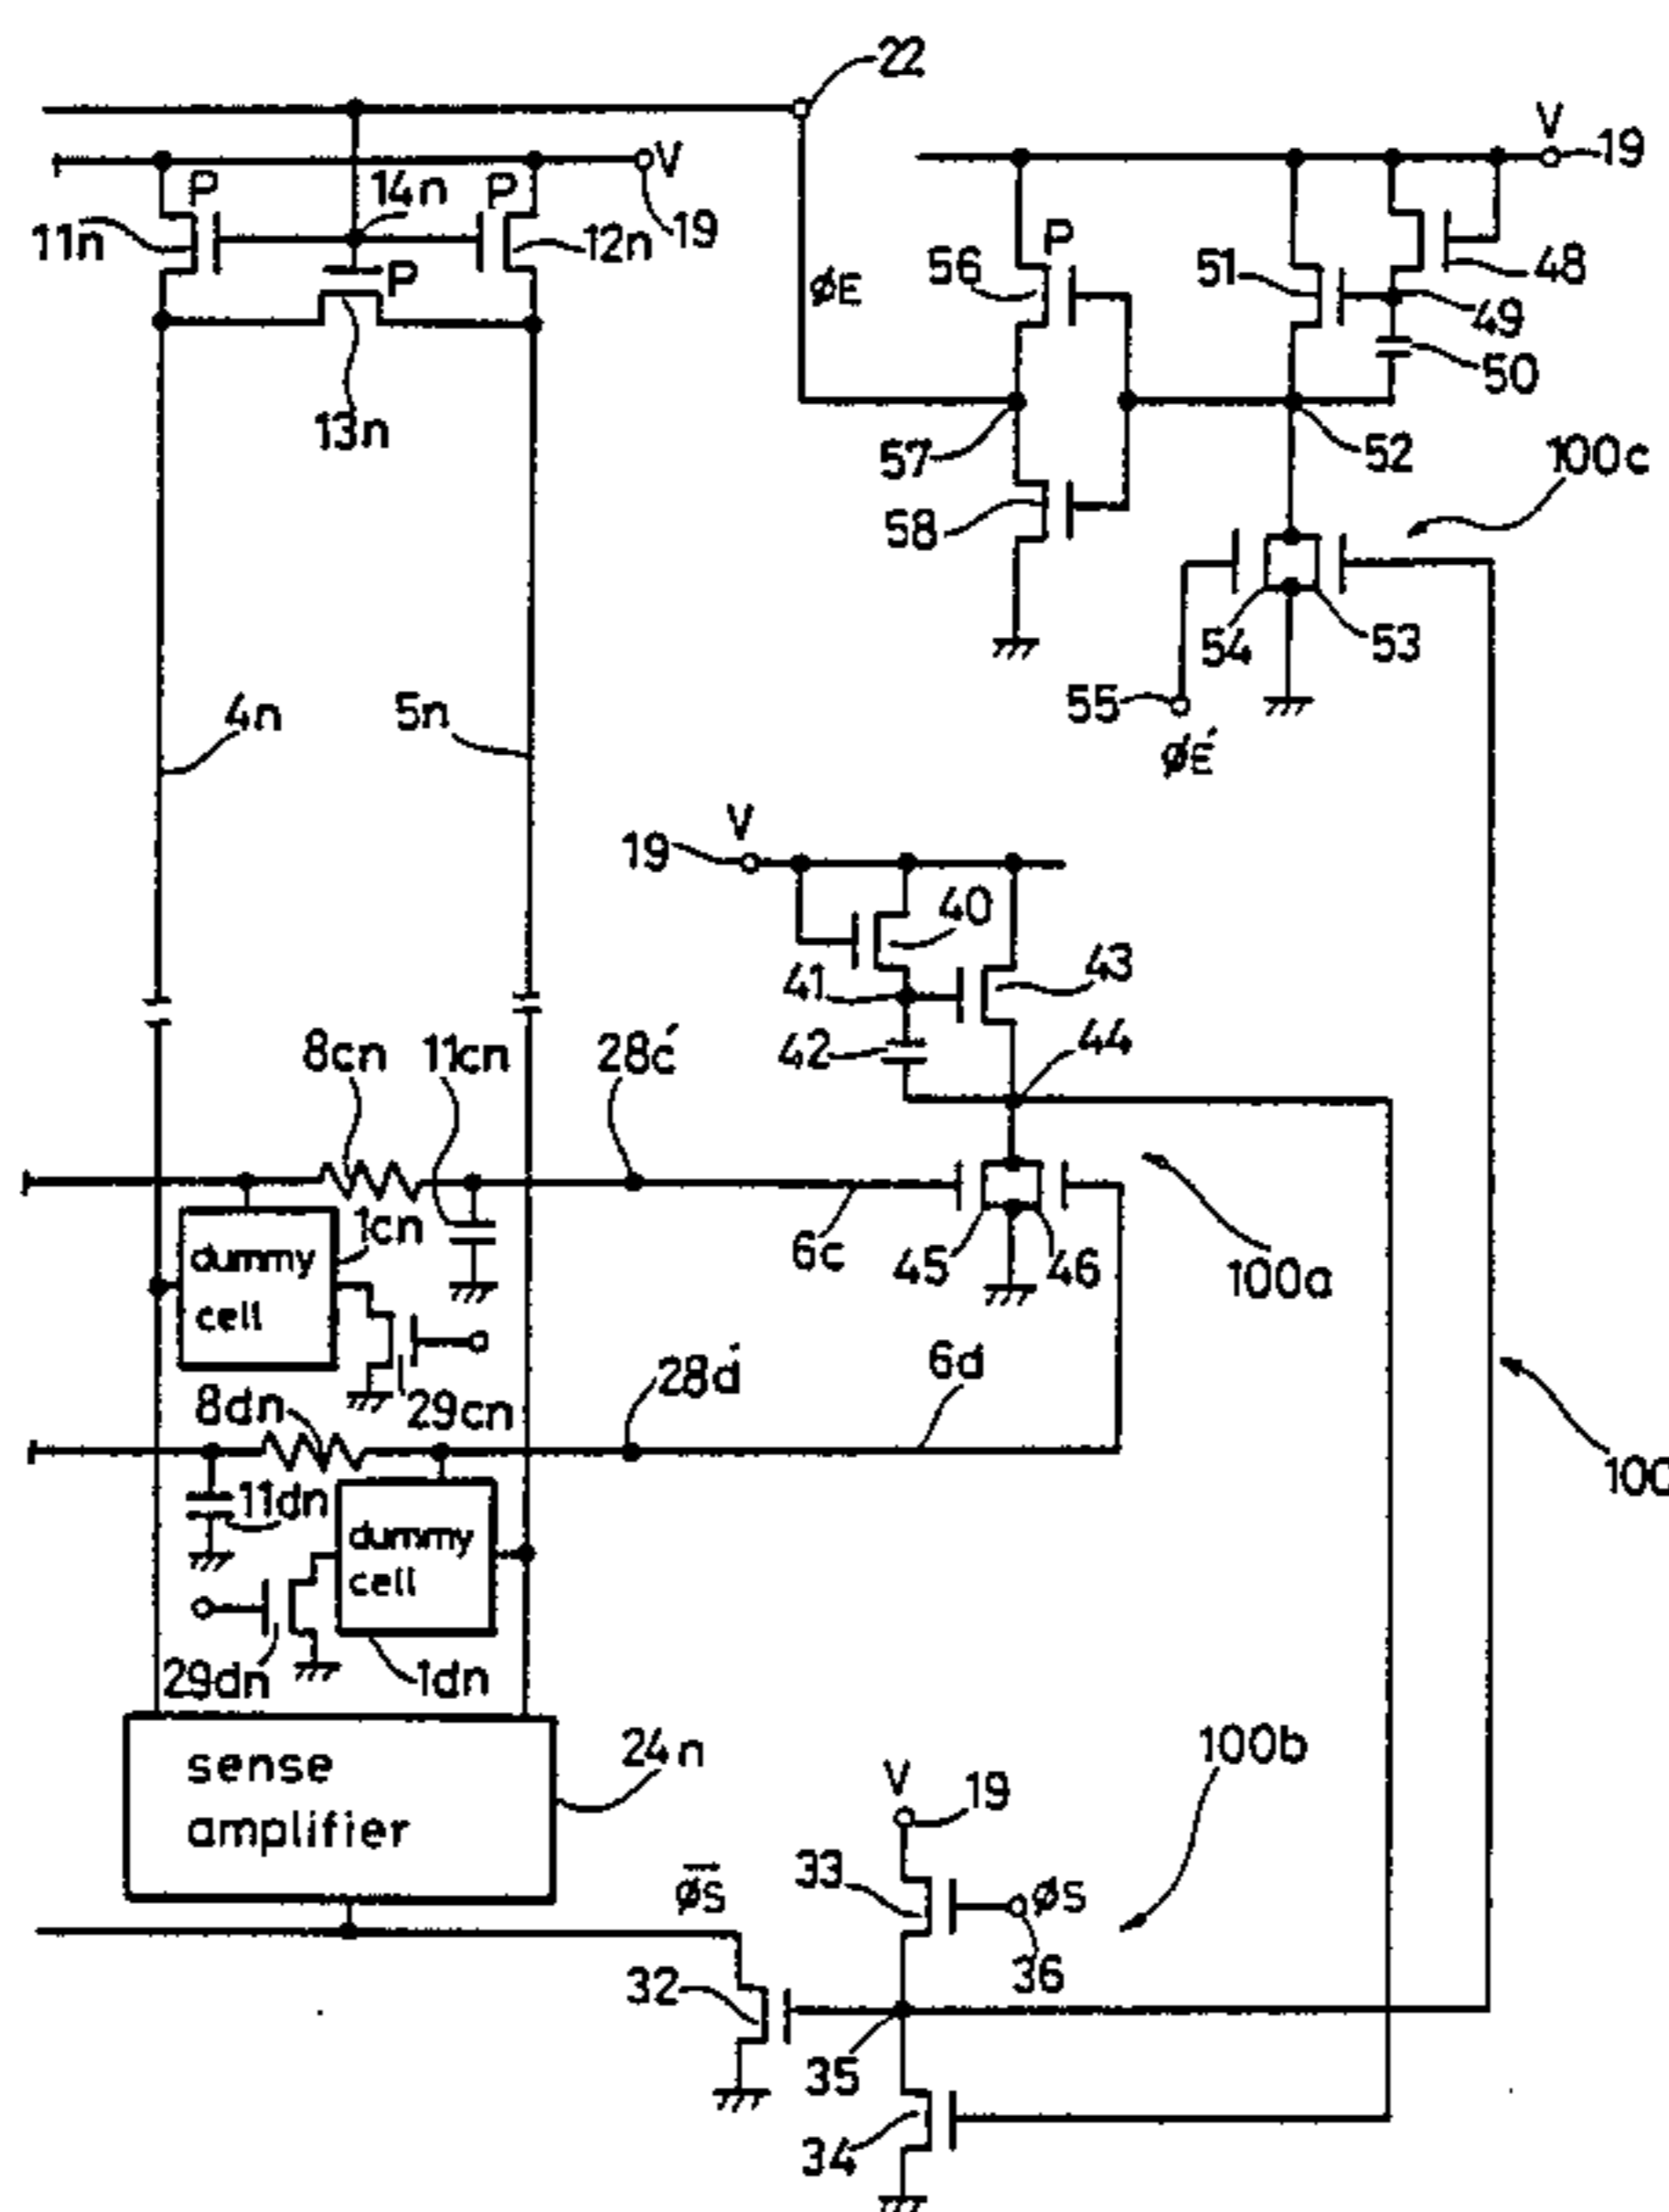 22
V
19
P
14n
P
V
11n
12n
19
P
56
P
51
48
øE
49
50
13n
57
52
100c
58
54
53
55
øE'
4n
5n
V
19
40
41
43
42
44
8cn
11cn
28c'
1cn
dummy
cell
6c
45
46
100a
29cn
8dn
28d'
6d
100
11dn
dummy
cell
29dn
1dn
sense
amplifier
24n
100b
V
19
33
øS
36
øS̅
32
35
34